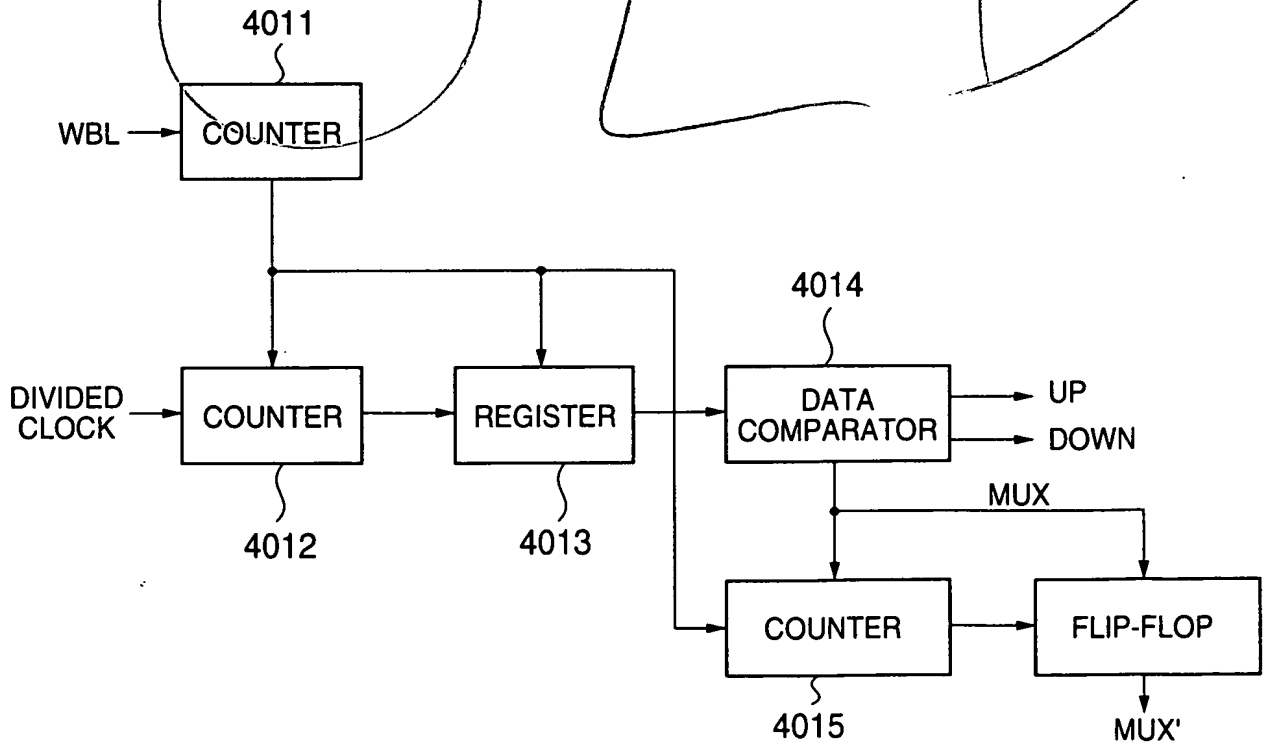 4011
WBL
COUNTER
4014
DIVIDED
CLOCK
COUNTER
REGISTER
DATA
COMPARATOR
UP
DOWN
4012
4013
MUX
COUNTER
FLIP-FLOP
4015
MUX'